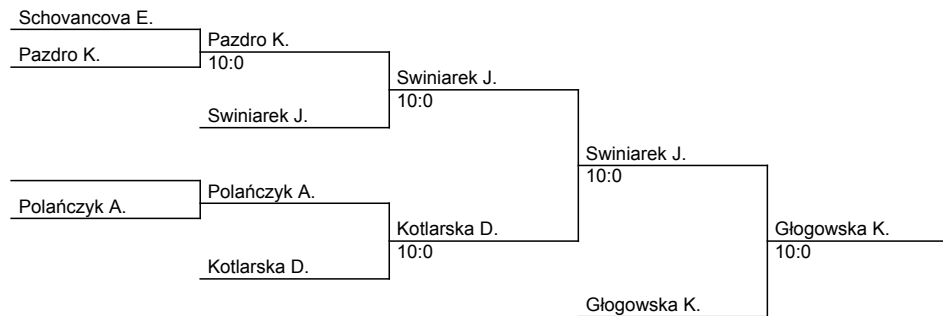 Schovancova E.
Pazdro K.
Pazdro K.
10:0
Swiniarek J.
Swiniarek J.
10:0
Polańczyk A.
Polańczyk A.
Kotlarska D.
Kotlarska D.
10:0
Swiniarek J.
10:0
Głogowska K.
Głogowska K.
10:0